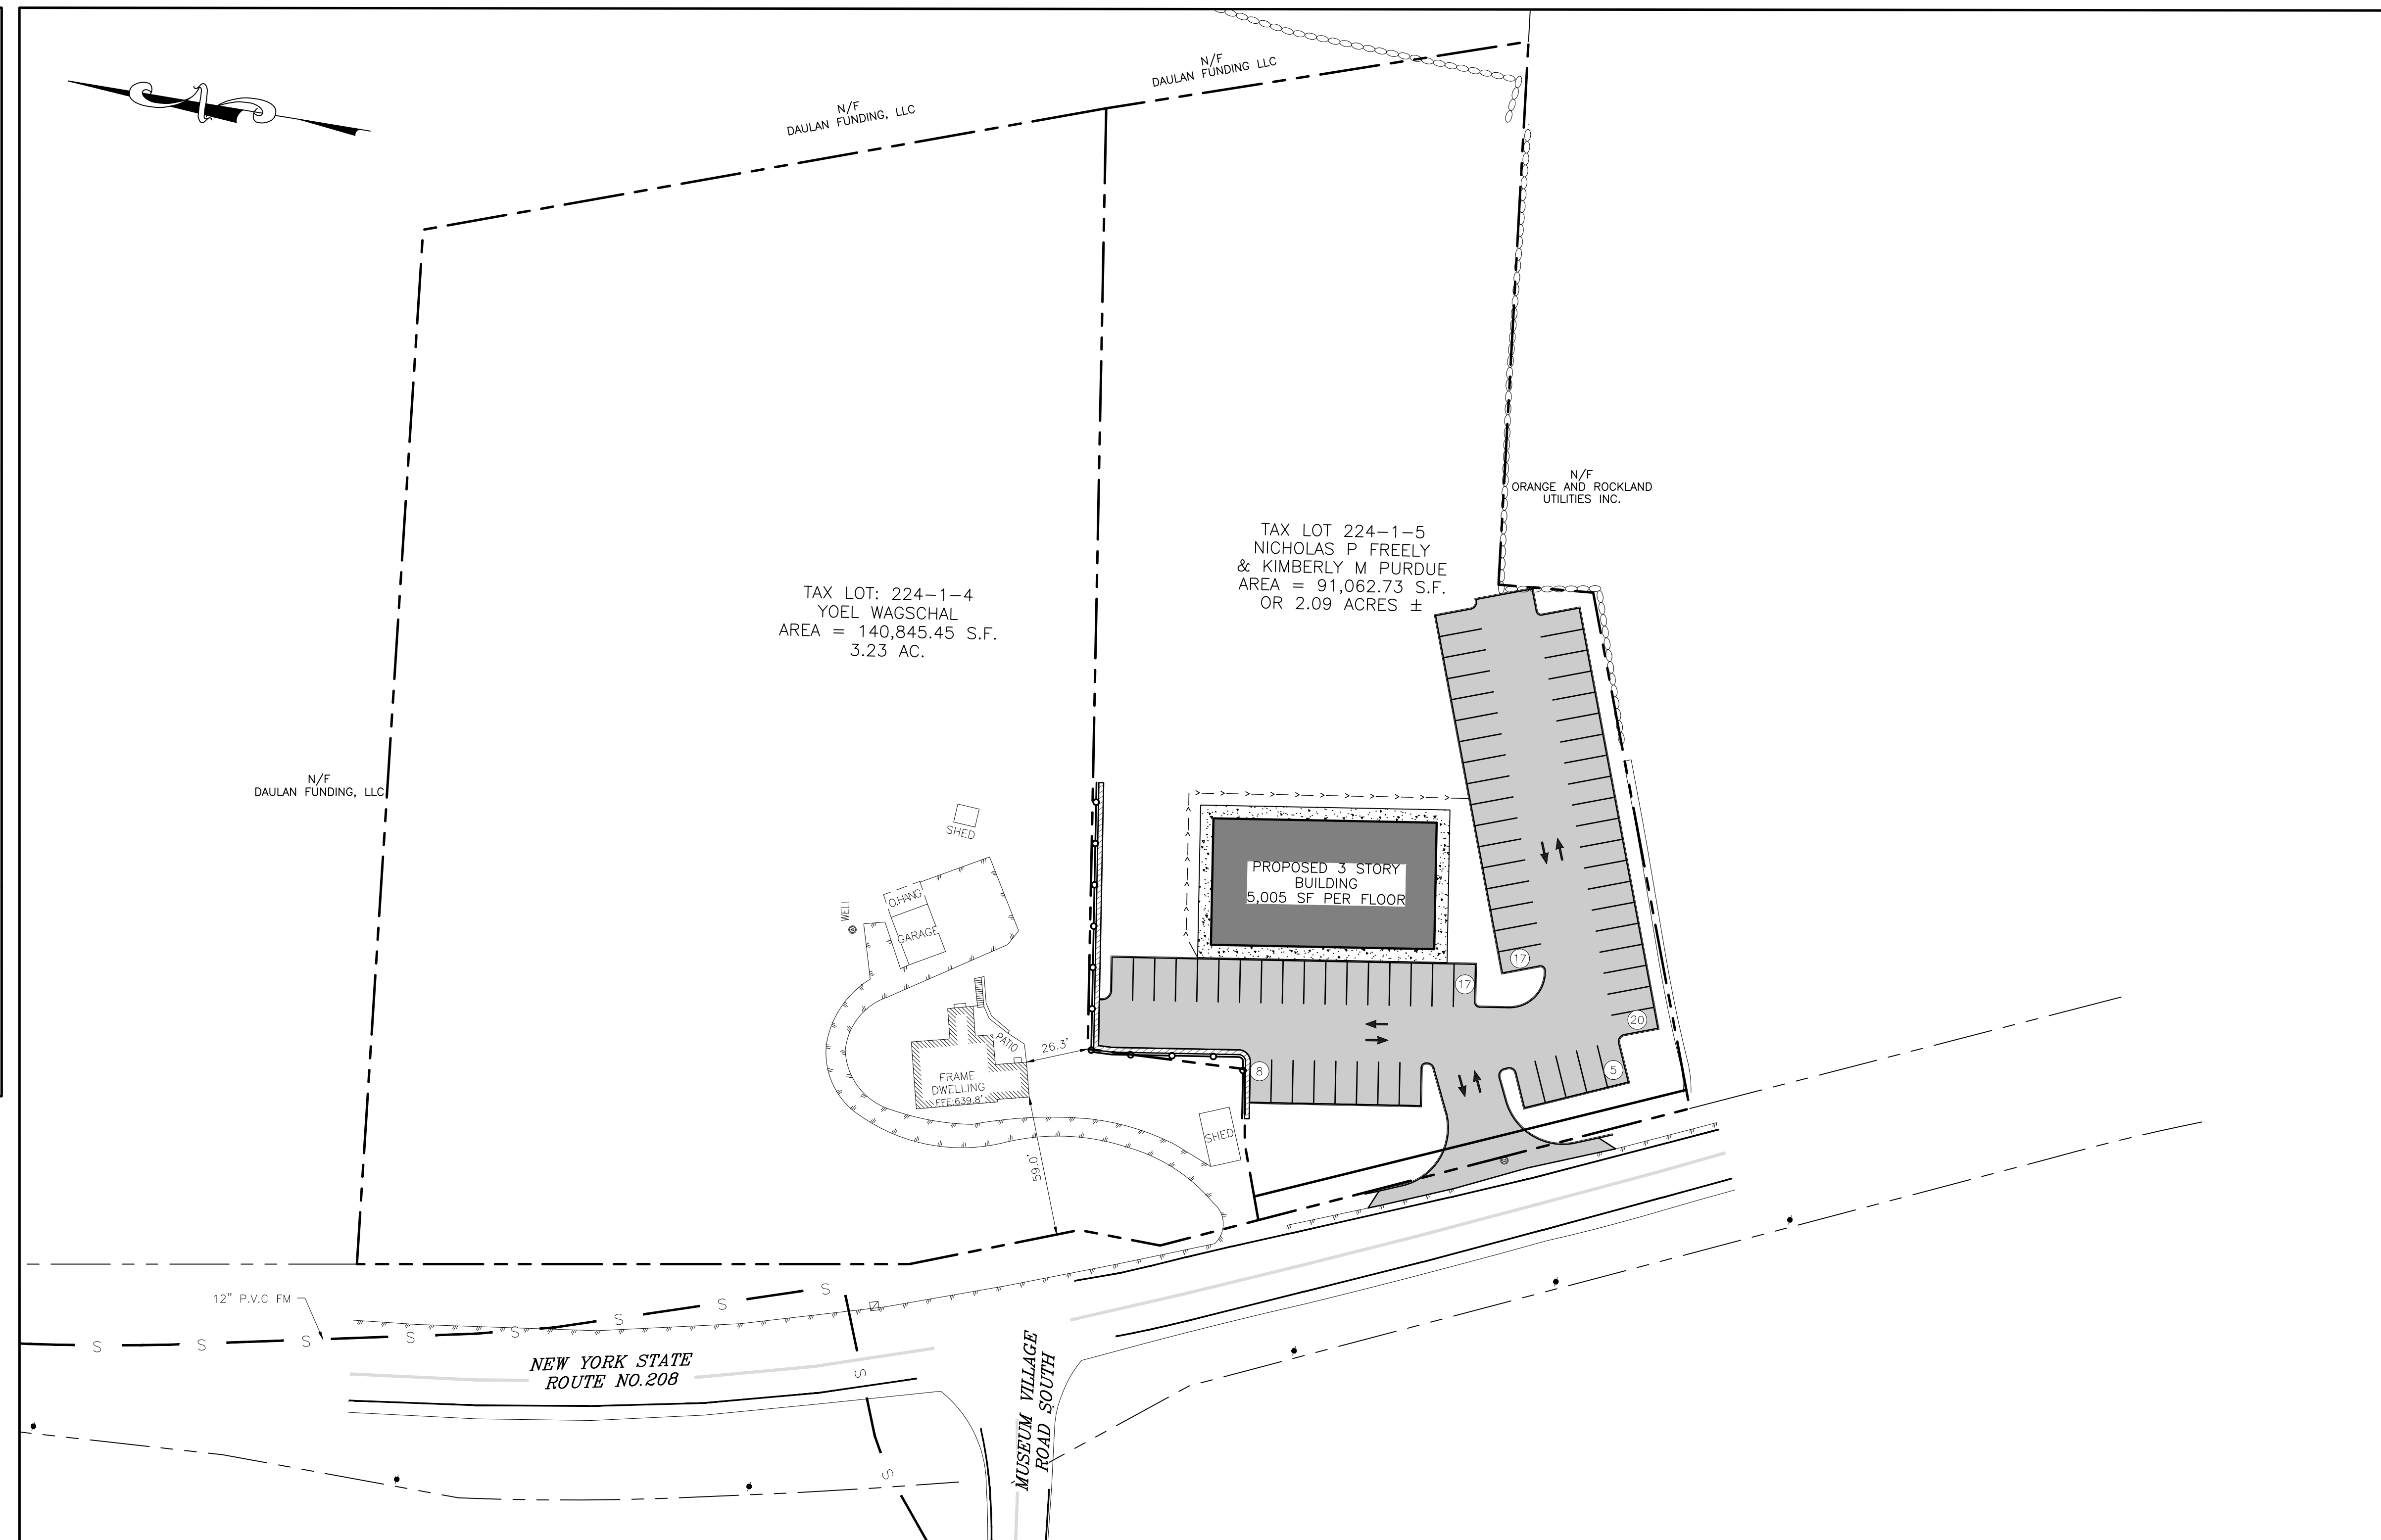 N/F
DAULAN FUNDING LLC
N/F
DAULAN FUNDING, LLC
N/F
ORANGE AND ROCKLAND
UTILITIES INC.
TAX LOT 224-1-5
NICHOLAS P FREELY
& KIMBERLY M PURDUE
AREA = 91,062.73 S.F.
OR 2.09 ACRES ±
TAX LOT: 224-1-4
YOEL WAGSCHAL
AREA = 140,845.45 S.F.
3.23 AC.
N/F
DAULAN FUNDING, LLC
SHED
PROPOSED 3 STORY
BUILDING
5,005 SF PER FLOOR
O.HANG
WELL
GARAGE
17
17
20
PATIO
26.3'
8
5
FRAME
DWELLING
FFE:639.8'
SHED
59.0'
12" P.V.C FM
S
S
S
S
S
S
S
S
S
S
NEW YORK STATE
ROUTE NO.208
MUSEUM VILLAGE
ROAD SOUTH